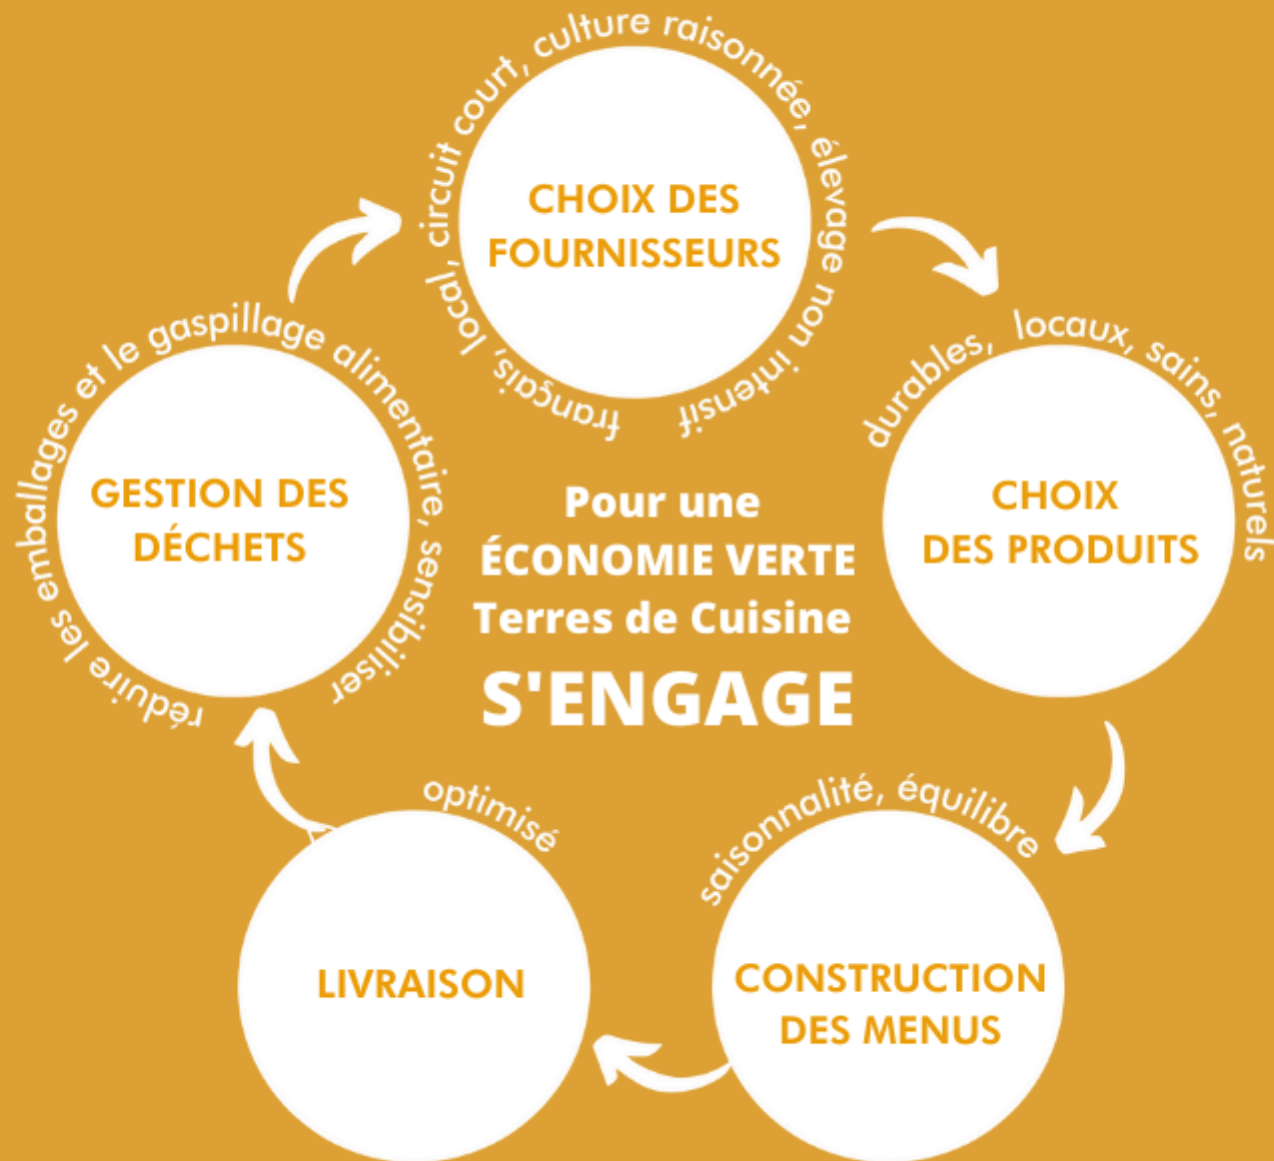 français, local, circuit court, culture raisonnée, élevage non intensif
CHOIX DES
FOURNISSEURS
durables, locaux, sains, naturels
CHOIX
DES PRODUITS
saisonnalité, équilibre
CONSTRUCTION
DES MENUS
optimisé
LIVRAISON
réduire les emballages et le gaspillage alimentaire, sensibiliser
GESTION DES
DÉCHETS
Pour une
ÉCONOMIE VERTE
Terres de Cuisine
S'ENGAGE